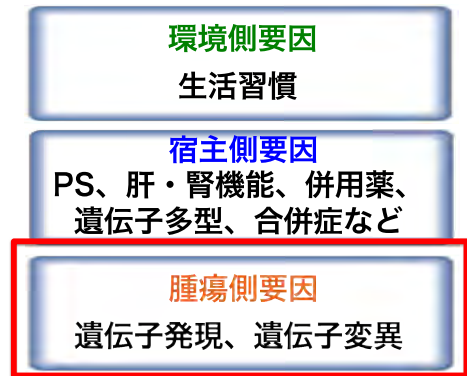 環境側要因
生活習慣
宿主側要因
PS、肝・腎機能、併用薬、
遺伝子多型、合併症など
腫瘍側要因
遺伝子発現、遺伝子変異